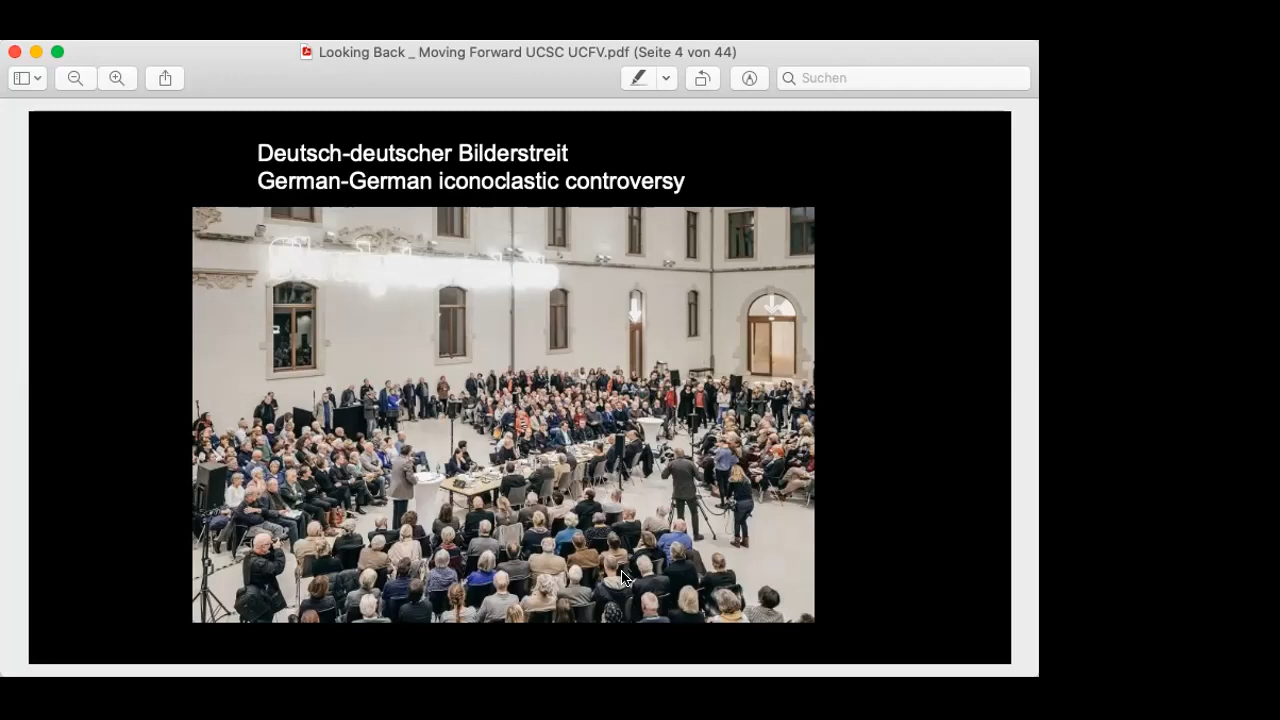 Looking Back _ Moving Forward UCSC UCFV.pdf (Seite 4 von 44)
Suchen
Deutsch-deutscher Bilderstreit
German-German iconoclastic controversy